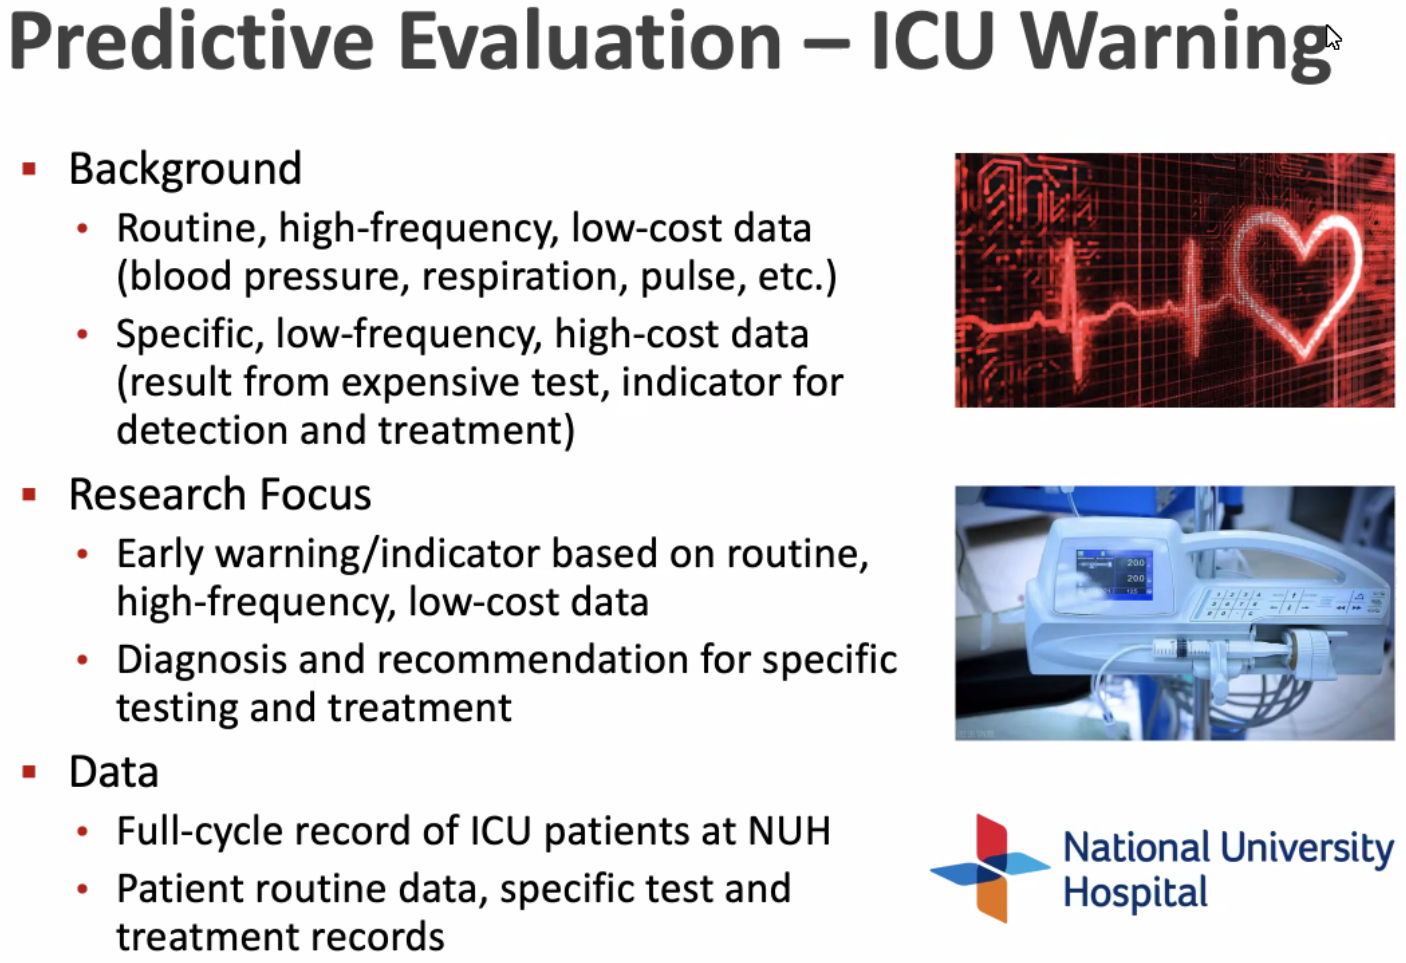 Predictive Evaluation – ICU Warning
Background
Routine, high-frequency, low-cost data
(blood pressure, respiration, pulse, etc.)
Specific, low-frequency, high-cost data
(result from expensive test, indicator for
detection and treatment)
Research Focus
Early warning/indicator based on routine,
high-frequency, low-cost data
Diagnosis and recommendation for specific
testing and treatment
Data
Full-cycle record of ICU patients at NUH
Patient routine data, specific test and
treatment records
200
200
National University
Hospital